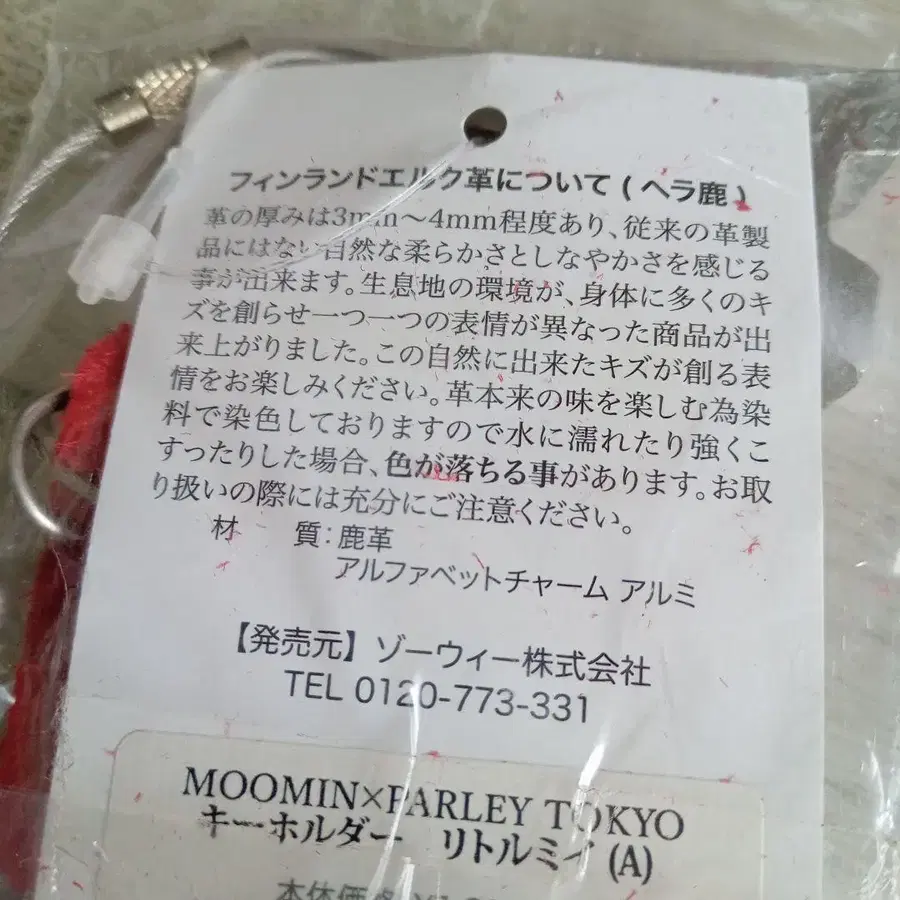 フィンランドエルク革について ( ヘラ鹿 )
革の厚みは3mm〜4mm程度あり、従来の革製
品にはない自然な柔らかさとしなやかさを感じる
事が出来ます。生息地の環境が、身体に多くのキ
ズを創らせ一つ一つの表情が異なった商品が出
来上がりました。この自然に出来たキズが創る表
情をお楽しみください。革本来の味を楽しむ為染
料で染色しておりますので水に濡れたり強くこ
すったりした場合、色が落ちる事があります。お取
り扱いの際には充分にご注意ください。
材 質：鹿革
アルファベットチャーム アルミ
【発売元】ゾーウィー株式会社
TEL 0120-773-331
MOOMIN×PARLEY TOKYO
キーホルダー リトルミイ (A)
本体価格